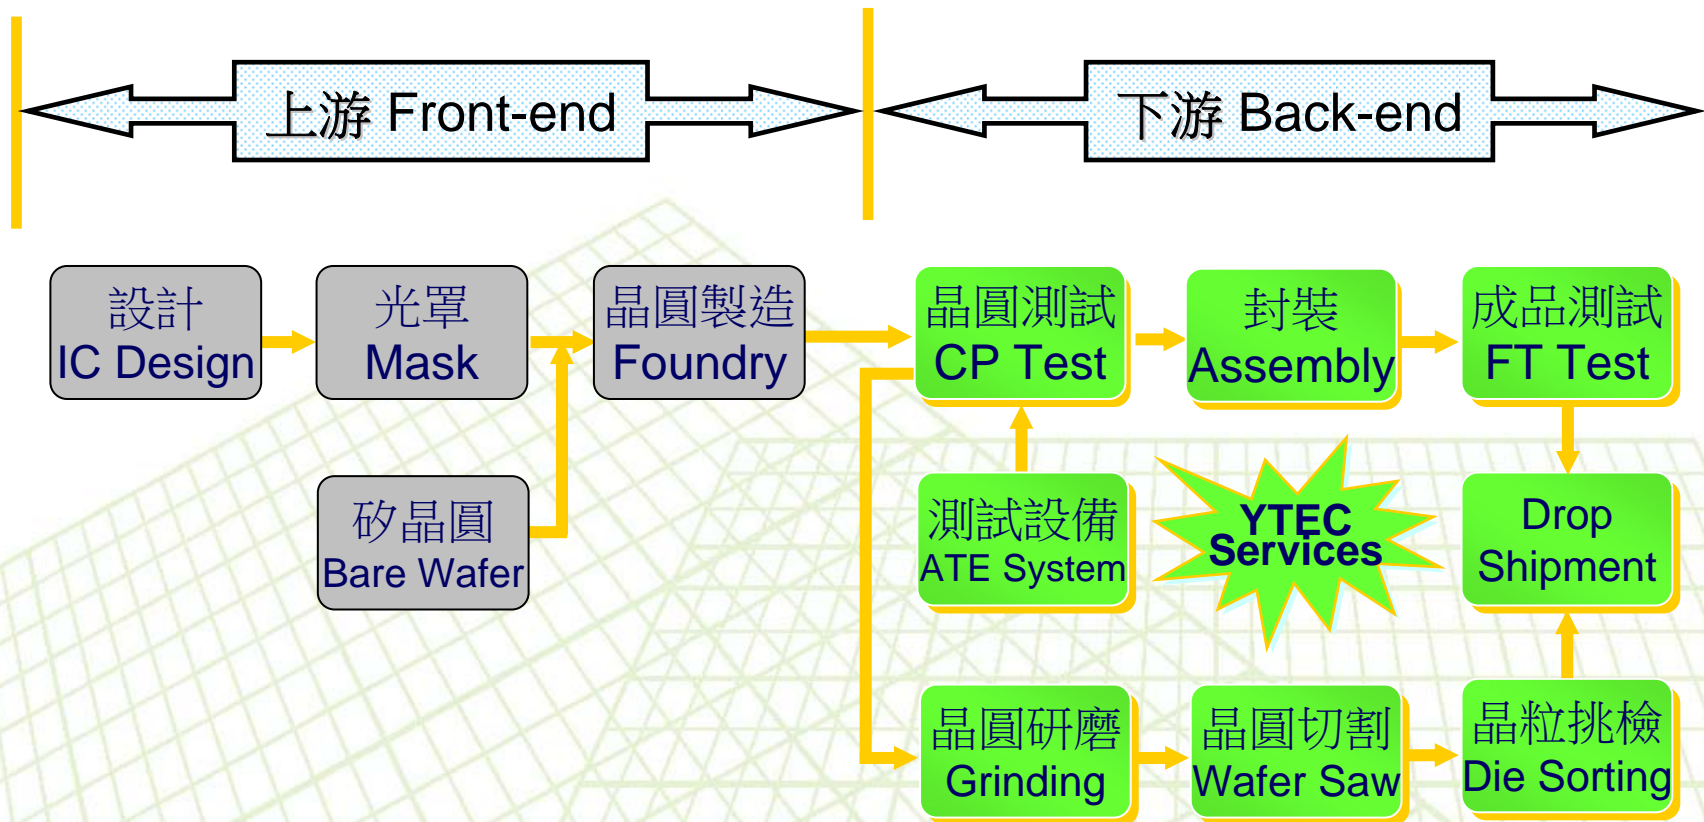 上游 Front-end
下游 Back-end
設計
IC Design
光罩
Mask
晶圓製造
Foundry
晶圓測試
CP Test
封裝
Assembly
成品測試
FT Test
矽晶圓
Bare Wafer
測試設備
ATE System
YTEC
Services
Drop
Shipment
晶圓研磨
Grinding
晶圓切割
Wafer Saw
晶粒挑檢
Die Sorting